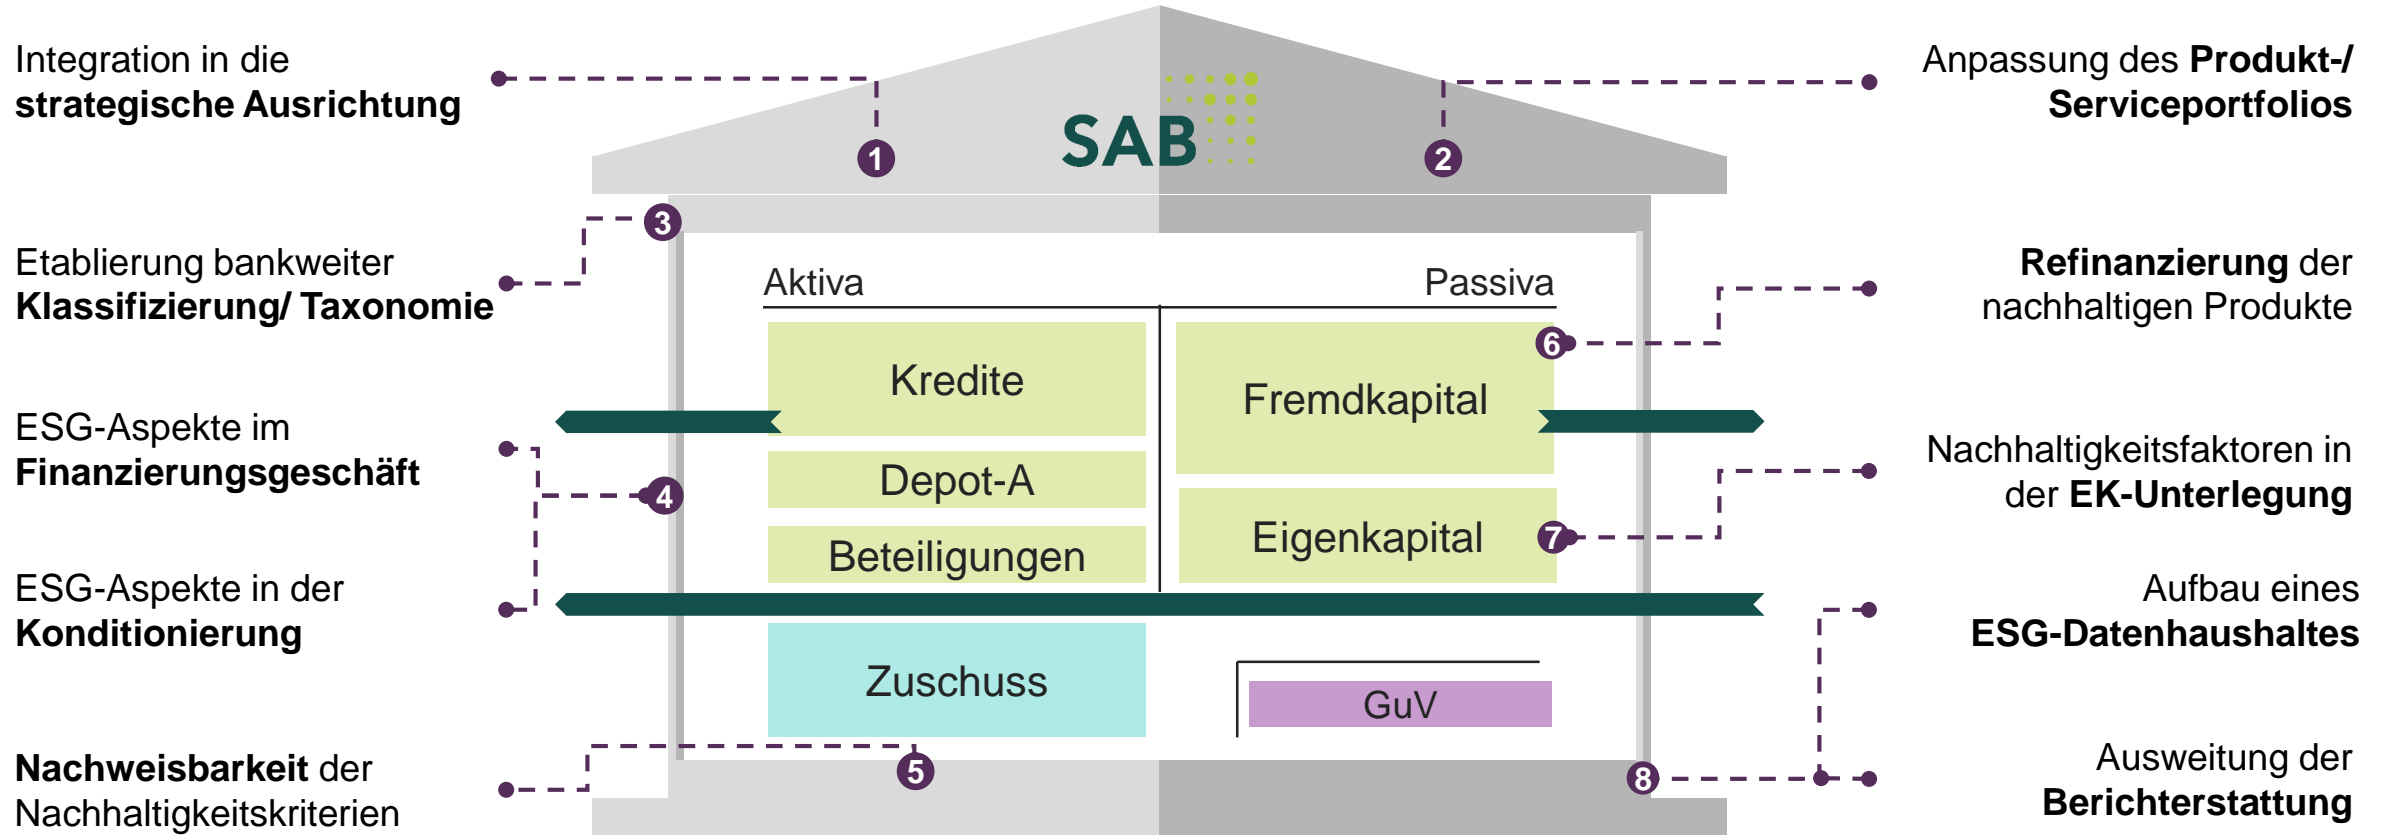 Integration in die
strategische Ausrichtung
Anpassung des Produkt-/
Serviceportfolios
SAB
1
2
3
Etablierung bankweiter
Klassifizierung/ Taxonomie
Aktiva
Passiva
Refinanzierung der
nachhaltigen Produkte
6
Kredite
Fremdkapital
ESG-Aspekte im
Finanzierungsgeschäft
4
Depot-A
Nachhaltigkeitsfaktoren in
der EK-Unterlegung
Eigenkapital
7
Beteiligungen
ESG-Aspekte in der
Konditionierung
Aufbau eines
ESG-Datenhaushaltes
Zuschuss
GuV
Nachweisbarkeit der
Nachhaltigkeitskriterien
5
8
Ausweitung der
Berichterstattung